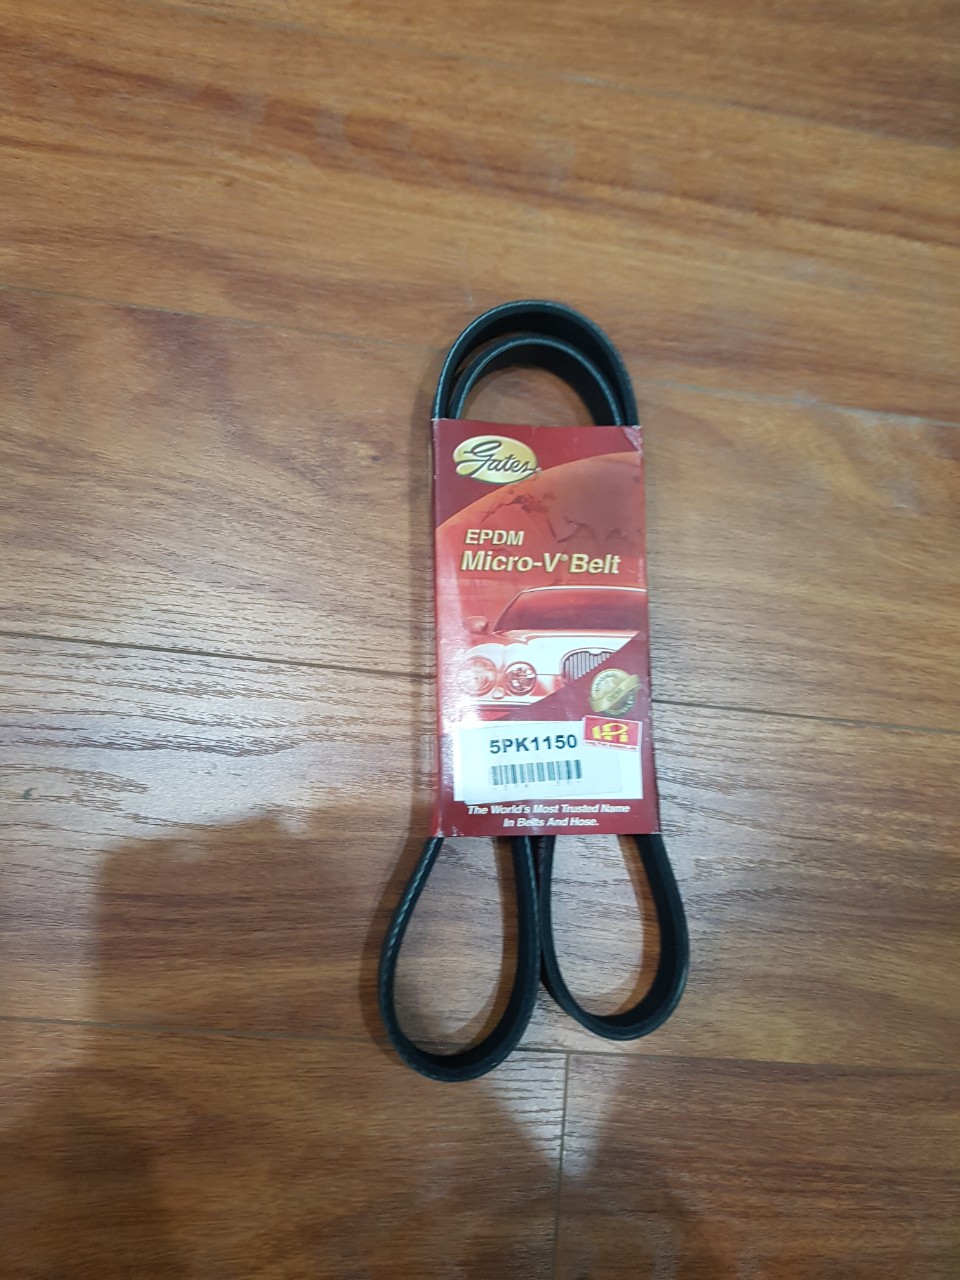 Gates
EPDM
Micro-V® Belt
5PK1150
The World's Most Trusted Name
In Belts And Hose.